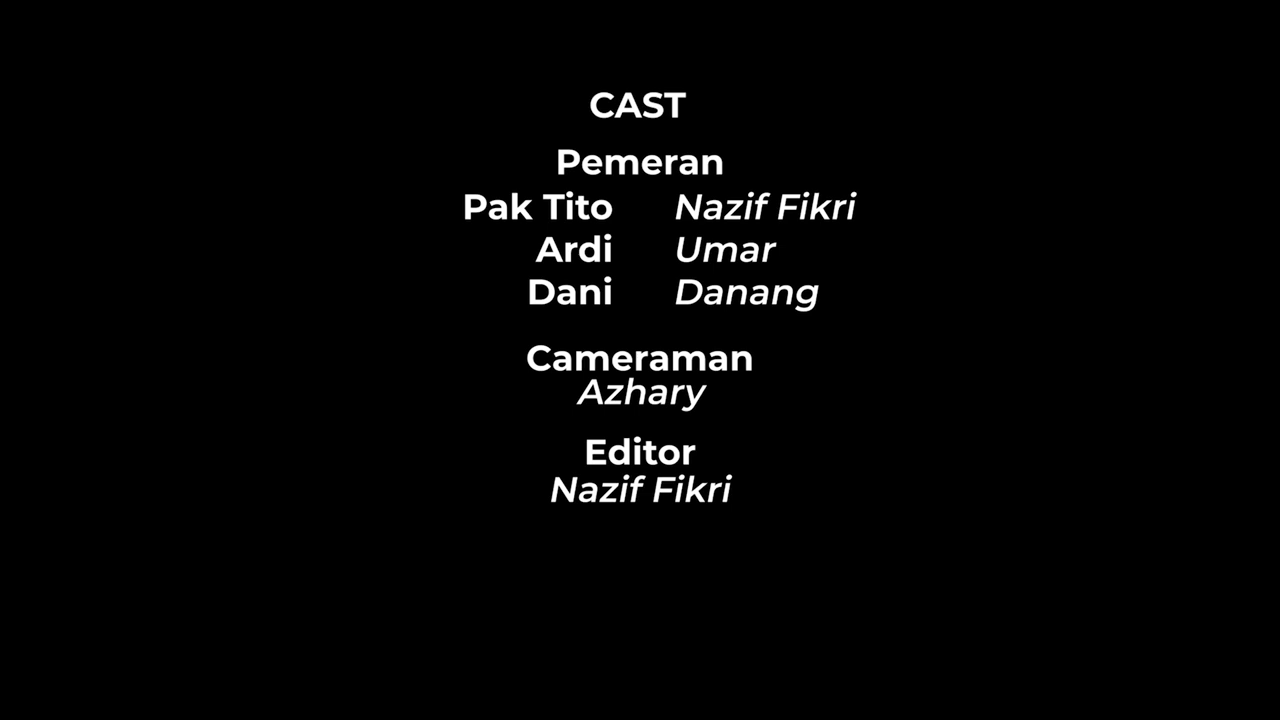 CAST
Pemeran
Pak Tito Nazif Fikri
Ardi Umar
Dani Danang
Cameraman
Azhary
Editor
Nazif Fikri